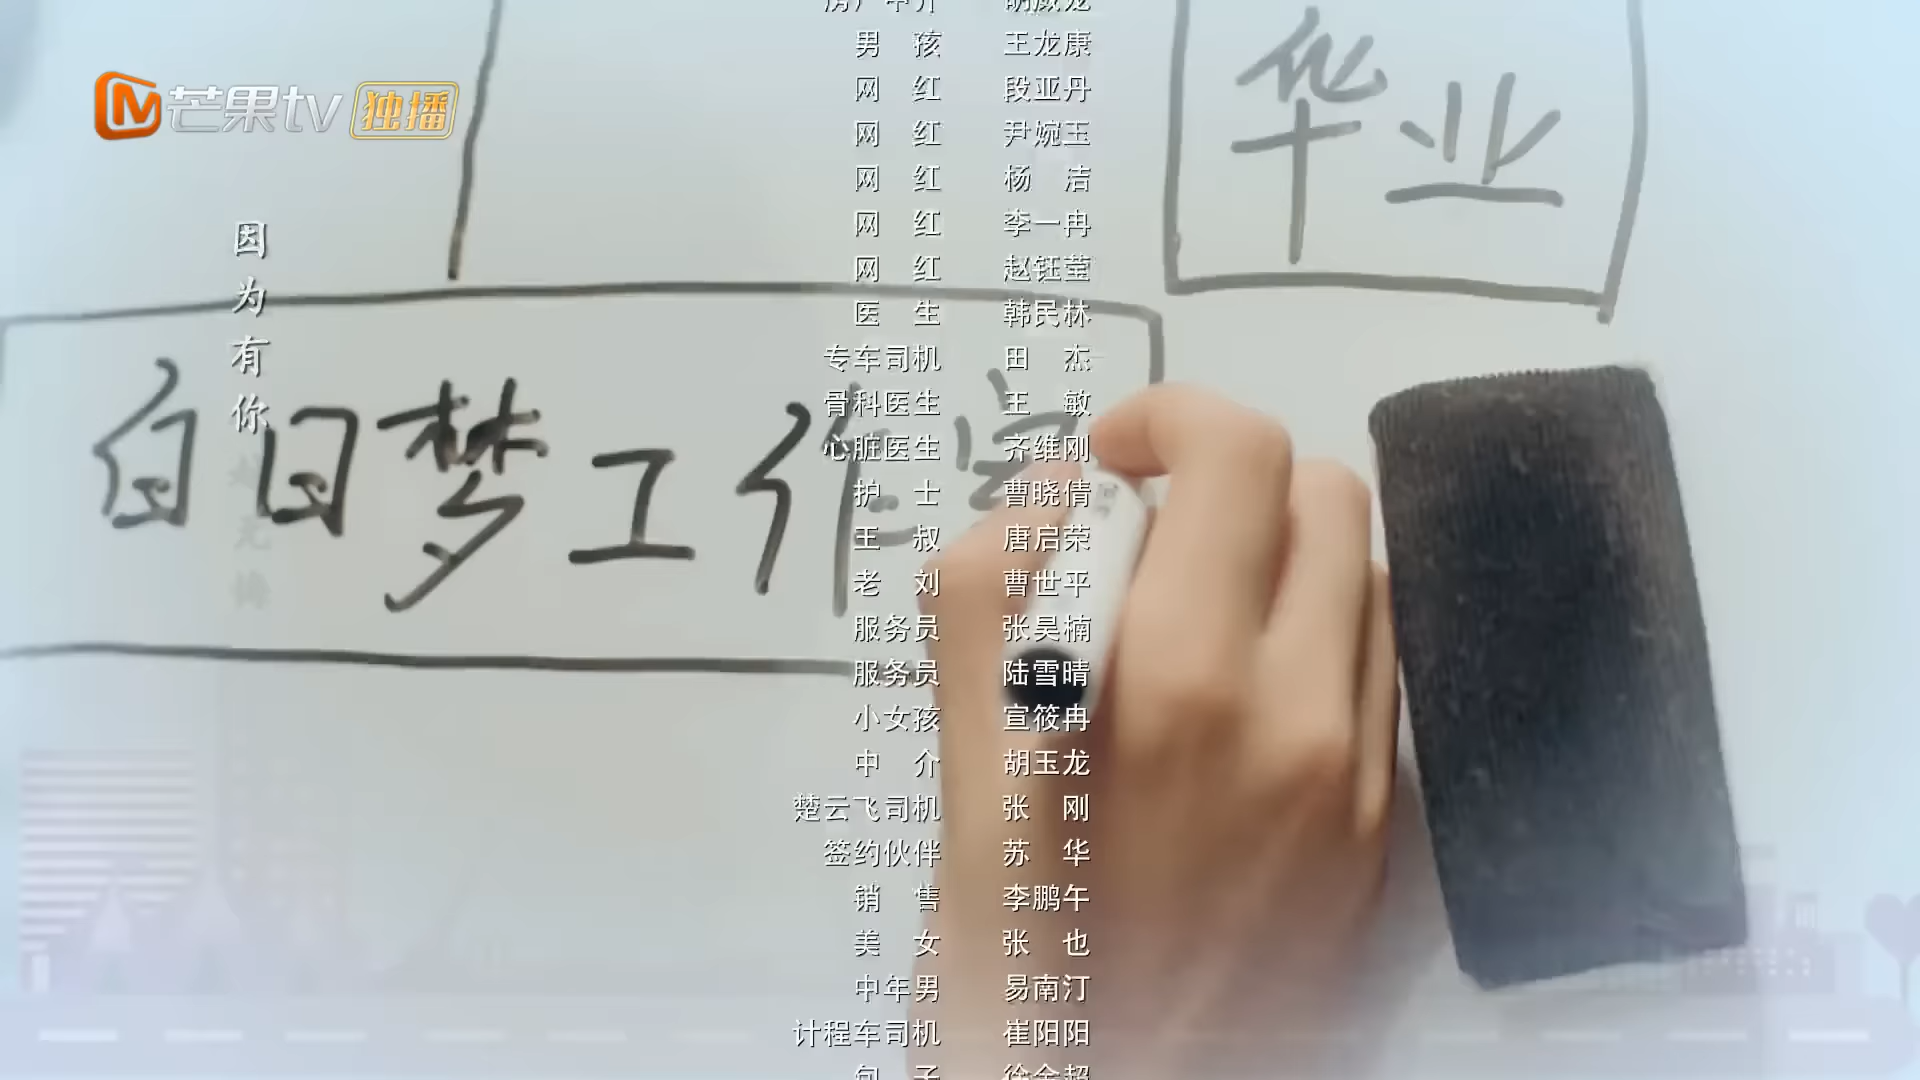 芒果tv 独播
华业
因为有你
白日梦工作室
男 孩 王龙康
网 红 段亚丹
网 红 尹婉玉
网 红 杨 洁
网 红 李一冉
网 红 赵钰莹
医 生 韩民林
专车司机 田 杰
骨科医生 王 敏
心脏医生 齐维刚
护 士 曹晓倩
王 叔 唐启荣
老 刘 曹世平
服务员 张昊楠
服务员 陆雪晴
小女孩 宣筱冉
中 介 胡玉龙
楚云飞司机 张 刚
签约伙伴 苏 华
销 售 李鹏午
美 女 张 也
中年男 易南汀
计程车司机 崔阳阳